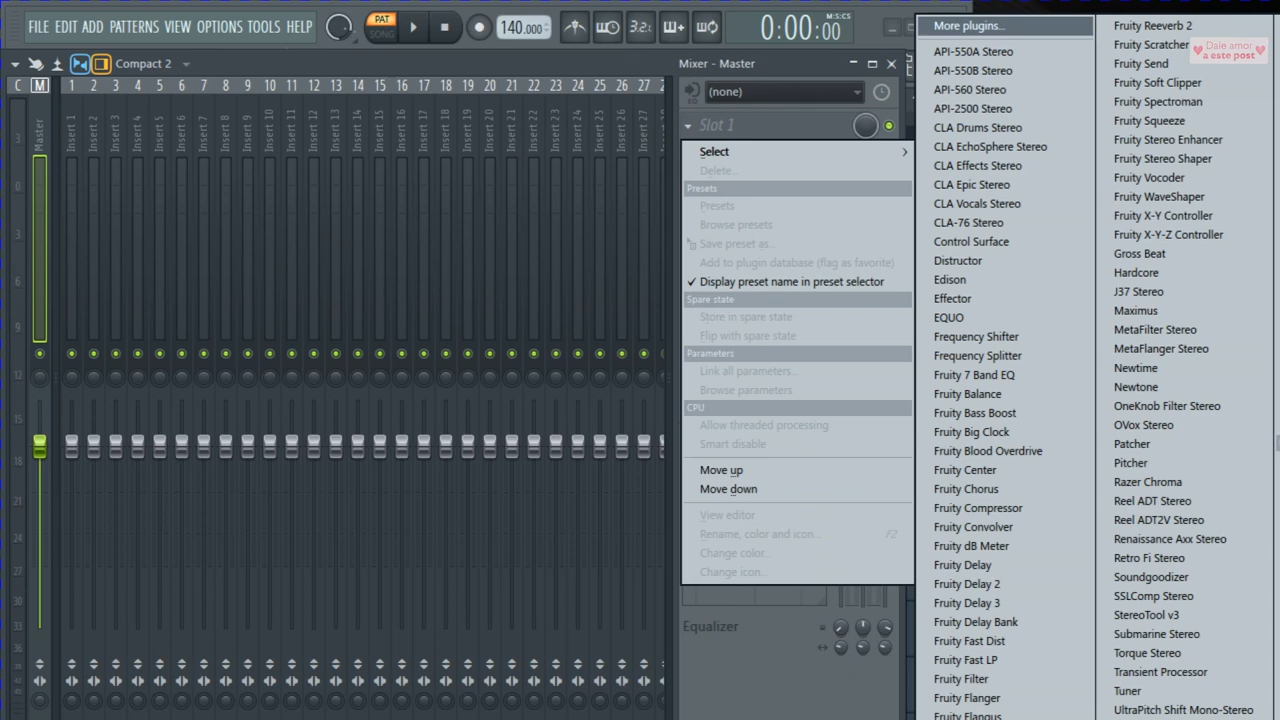 FILE EDIT ADD PATTERNS VIEW OPTIONS TOOLS HELP
PAT
SONG
140.000
3.2:
0:00:00
M:S:CS
Compact 2
C M 1 2 3 4 5 6 7 8 9 10 11 12 13 14 15 16 17 18 19 20 21 22 23 24 25 26 27
Master
Insert 1
Insert 2
Insert 3
Insert 4
Insert 5
Insert 6
Insert 7
Insert 8
Insert 9
Insert 10
Insert 11
Insert 12
Insert 13
Insert 14
Insert 15
Insert 16
Insert 17
Insert 18
Insert 19
Insert 20
Insert 21
Insert 22
Insert 23
Insert 24
Insert 25
Insert 26
Insert 27
3
6
9
15
18
21
24
27
30
33
36
Mixer - Master
(none)
Slot 1
Select
Delete...
Presets
Presets
Browse presets
Save preset as...
Add to plugin database (flag as favorite)
Display preset name in preset selector
Spare state
Store in spare state
Flip with spare state
Parameters
Link all parameters...
Browse parameters
CPU
Allow threaded processing
Smart disable
Move up
Move down
View editor
Rename, color and icon... F2
Change color...
Change icon...
Equalizer
More plugins...
API-550A Stereo
API-550B Stereo
API-560 Stereo
API-2500 Stereo
CLA Drums Stereo
CLA EchoSphere Stereo
CLA Effects Stereo
CLA Epic Stereo
CLA Vocals Stereo
CLA-76 Stereo
Control Surface
Distructor
Edison
Effector
EQUO
Frequency Shifter
Frequency Splitter
Fruity 7 Band EQ
Fruity Balance
Fruity Bass Boost
Fruity Big Clock
Fruity Blood Overdrive
Fruity Center
Fruity Chorus
Fruity Compressor
Fruity Convolver
Fruity dB Meter
Fruity Delay
Fruity Delay 2
Fruity Delay 3
Fruity Delay Bank
Fruity Fast Dist
Fruity Fast LP
Fruity Filter
Fruity Flanger
Fruity Flangus
Fruity Reeverb 2
Fruity Scratcher
Fruity Send
Fruity Soft Clipper
Fruity Spectroman
Fruity Squeeze
Fruity Stereo Enhancer
Fruity Stereo Shaper
Fruity Vocoder
Fruity WaveShaper
Fruity X-Y Controller
Fruity X-Y-Z Controller
Gross Beat
Hardcore
J37 Stereo
Maximus
MetaFilter Stereo
MetaFlanger Stereo
Newtime
Newtone
OneKnob Filter Stereo
OVox Stereo
Patcher
Pitcher
Razer Chroma
Reel ADT Stereo
Reel ADT2V Stereo
Renaissance Axx Stereo
Retro Fi Stereo
Soundgoodizer
SSLComp Stereo
StereoTool v3
Submarine Stereo
Torque Stereo
Transient Processor
Tuner
UltraPitch Shift Mono-Stereo
Dale amor
a este post